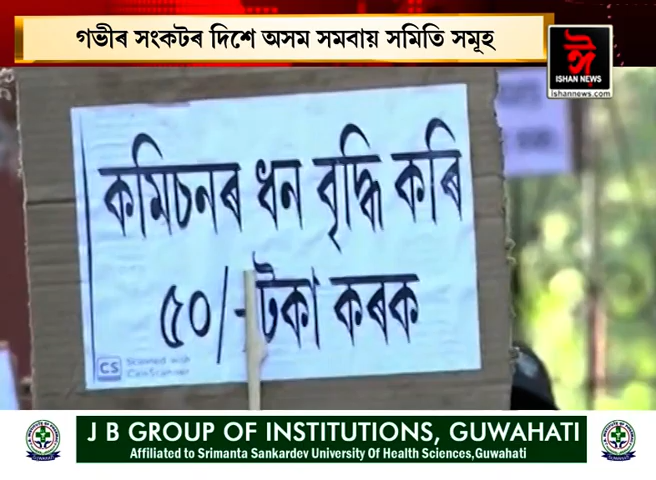 গভীৰ সংকটৰ দিশে অসম সমবায় সমিতি সমূহ
ঈ
ISHAN NEWS
ishannews.com
কমিচনৰ ধন বৃদ্ধি কৰি
৫০/- টকা কৰক
CS Scanned with
CamScanner
J B GROUP OF INSTITUTIONS, GUWAHATI
Affiliated to Srimanta Sankardev University Of Health Sciences,Guwahati